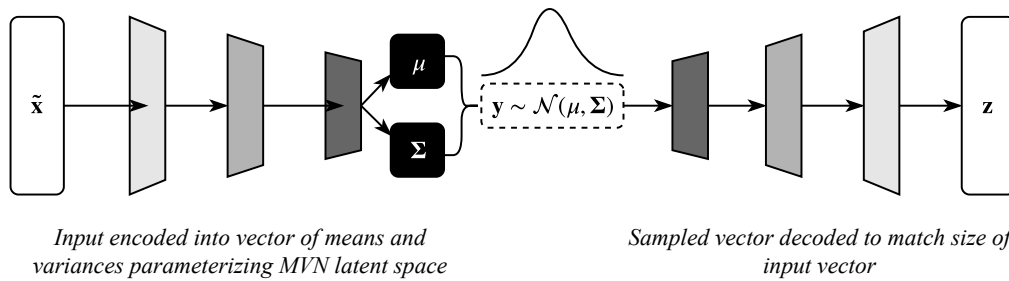 x̃
μ
Σ
y ∼ 𝒩(μ, Σ)
z
Input encoded into vector of means and
variances parameterizing MVN latent space
Sampled vector decoded to match size of
input vector